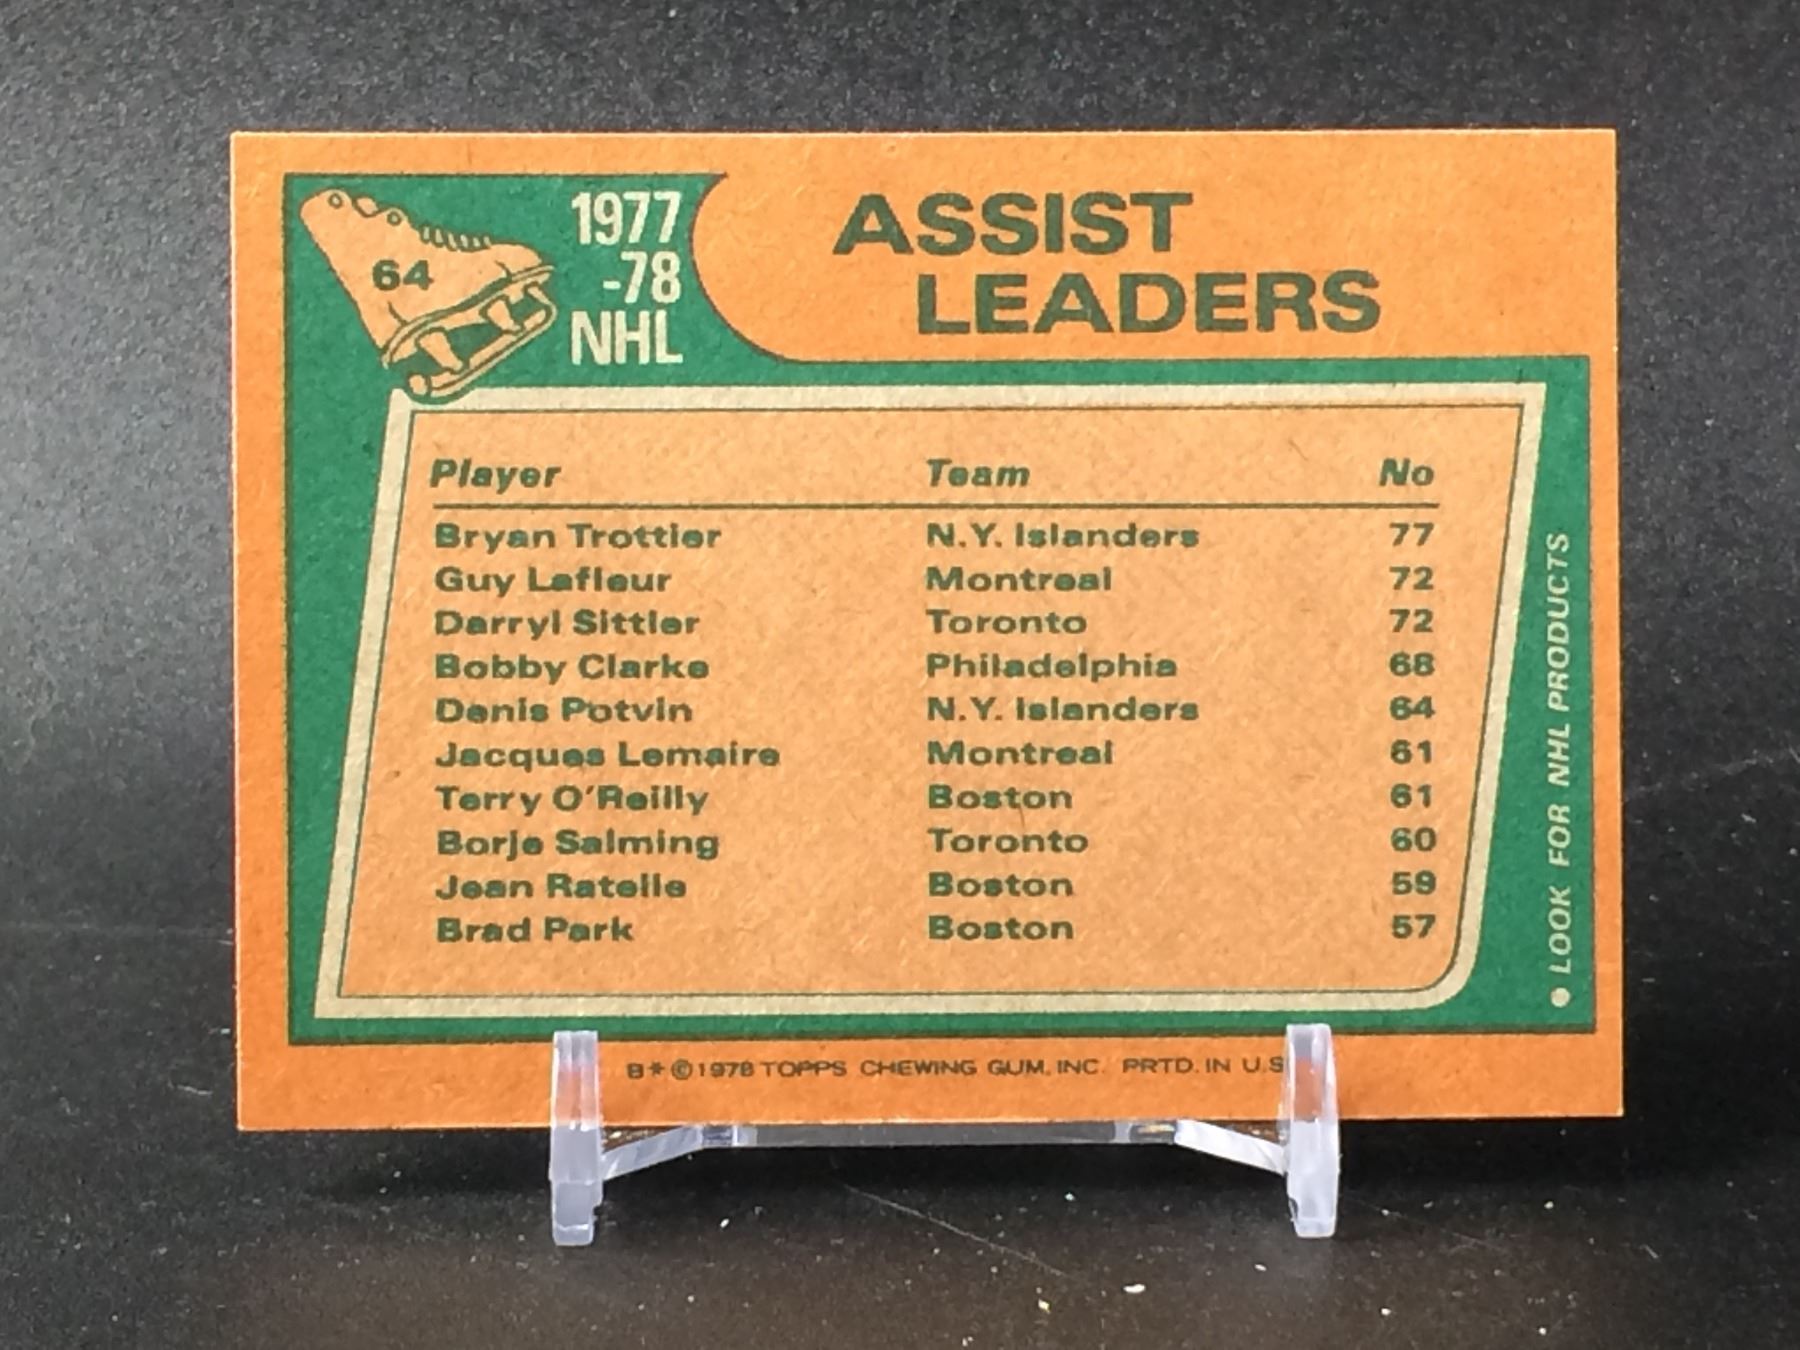 64
1977
-78
NHL
ASSIST
LEADERS
Player Team No
Bryan Trottier N.Y. Islanders 77
Guy Lafleur Montreal 72
Darryl Sittler Toronto 72
Bobby Clarke Philadelphia 68
Denis Potvin N.Y. Islanders 64
Jacques Lemaire Montreal 61
Terry O'Reilly Boston 61
Borje Salming Toronto 60
Jean Ratelle Boston 59
Brad Park Boston 57
● LOOK FOR NHL PRODUCTS
B*©1978 TOPPS CHEWING GUM, INC. PRTD. IN U.S